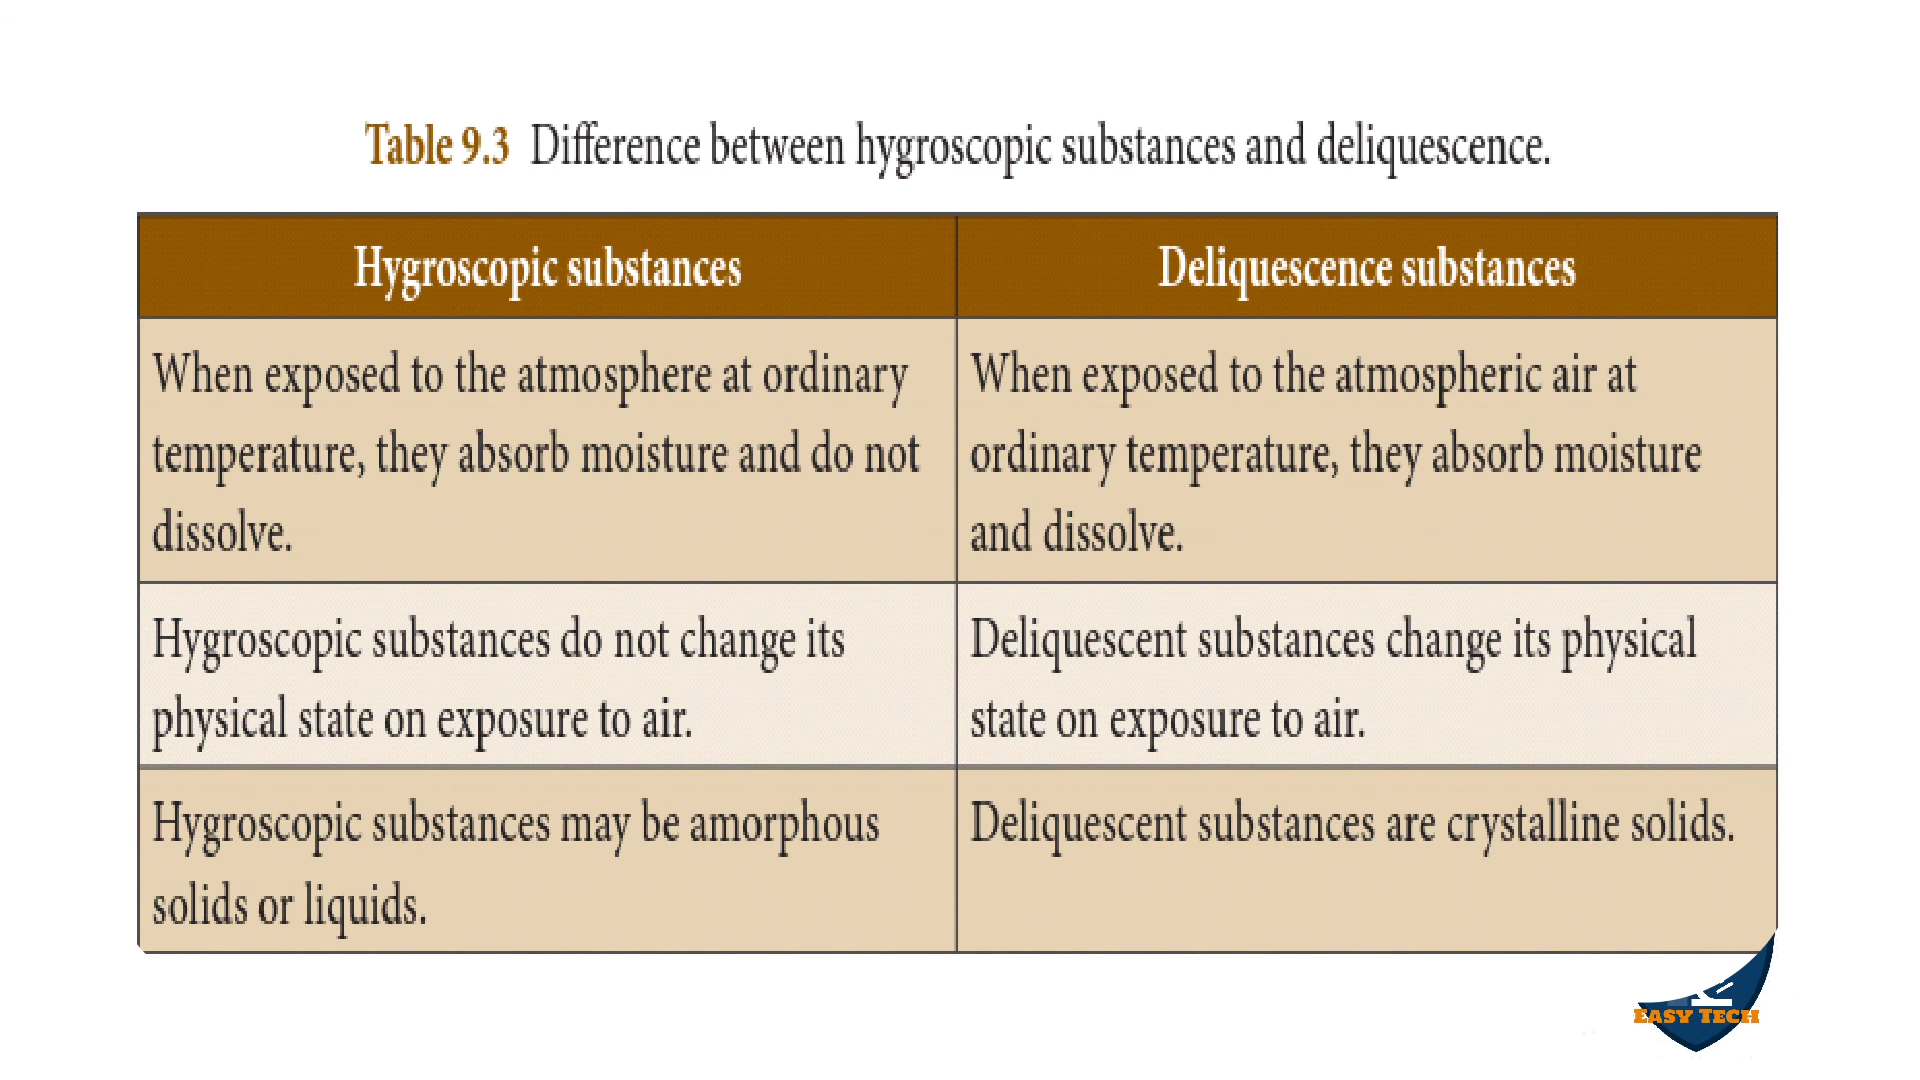 Table 9.3 Difference between hygroscopic substances and deliquescence.
Hygroscopic substances
Deliquescence substances
When exposed to the atmosphere at ordinary
temperature, they absorb moisture and do not
dissolve.
When exposed to the atmospheric air at
ordinary temperature, they absorb moisture
and dissolve.
Hygroscopic substances do not change its
physical state on exposure to air.
Deliquescent substances change its physical
state on exposure to air.
Hygroscopic substances may be amorphous
solids or liquids.
Deliquescent substances are crystalline solids.
EASY TECH